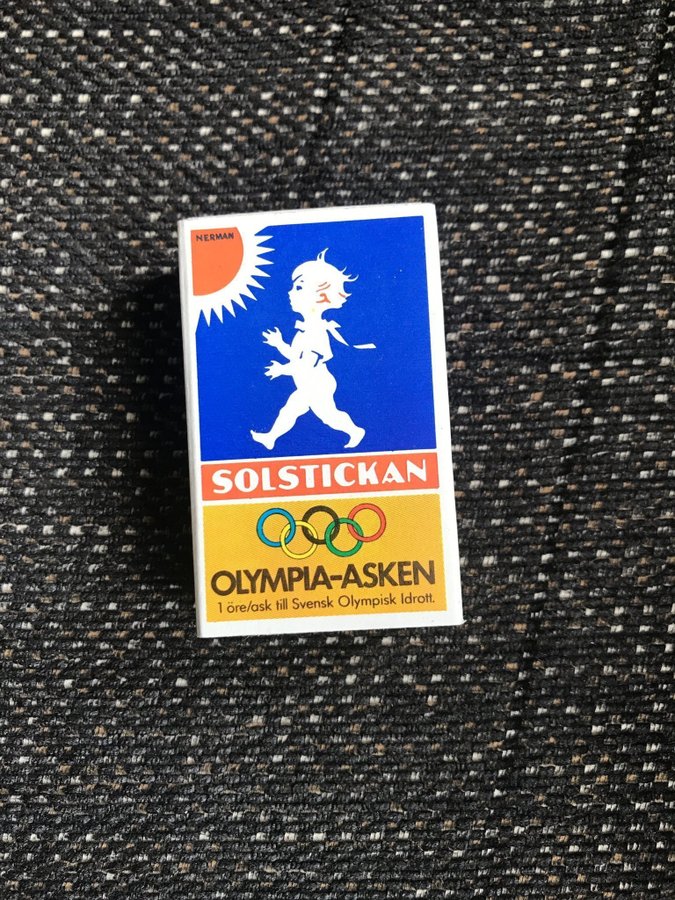 NERMAN
SOLSTICKAN
OLYMPIA-ASKEN
1 öre/ask till Svensk Olympisk Idrott.